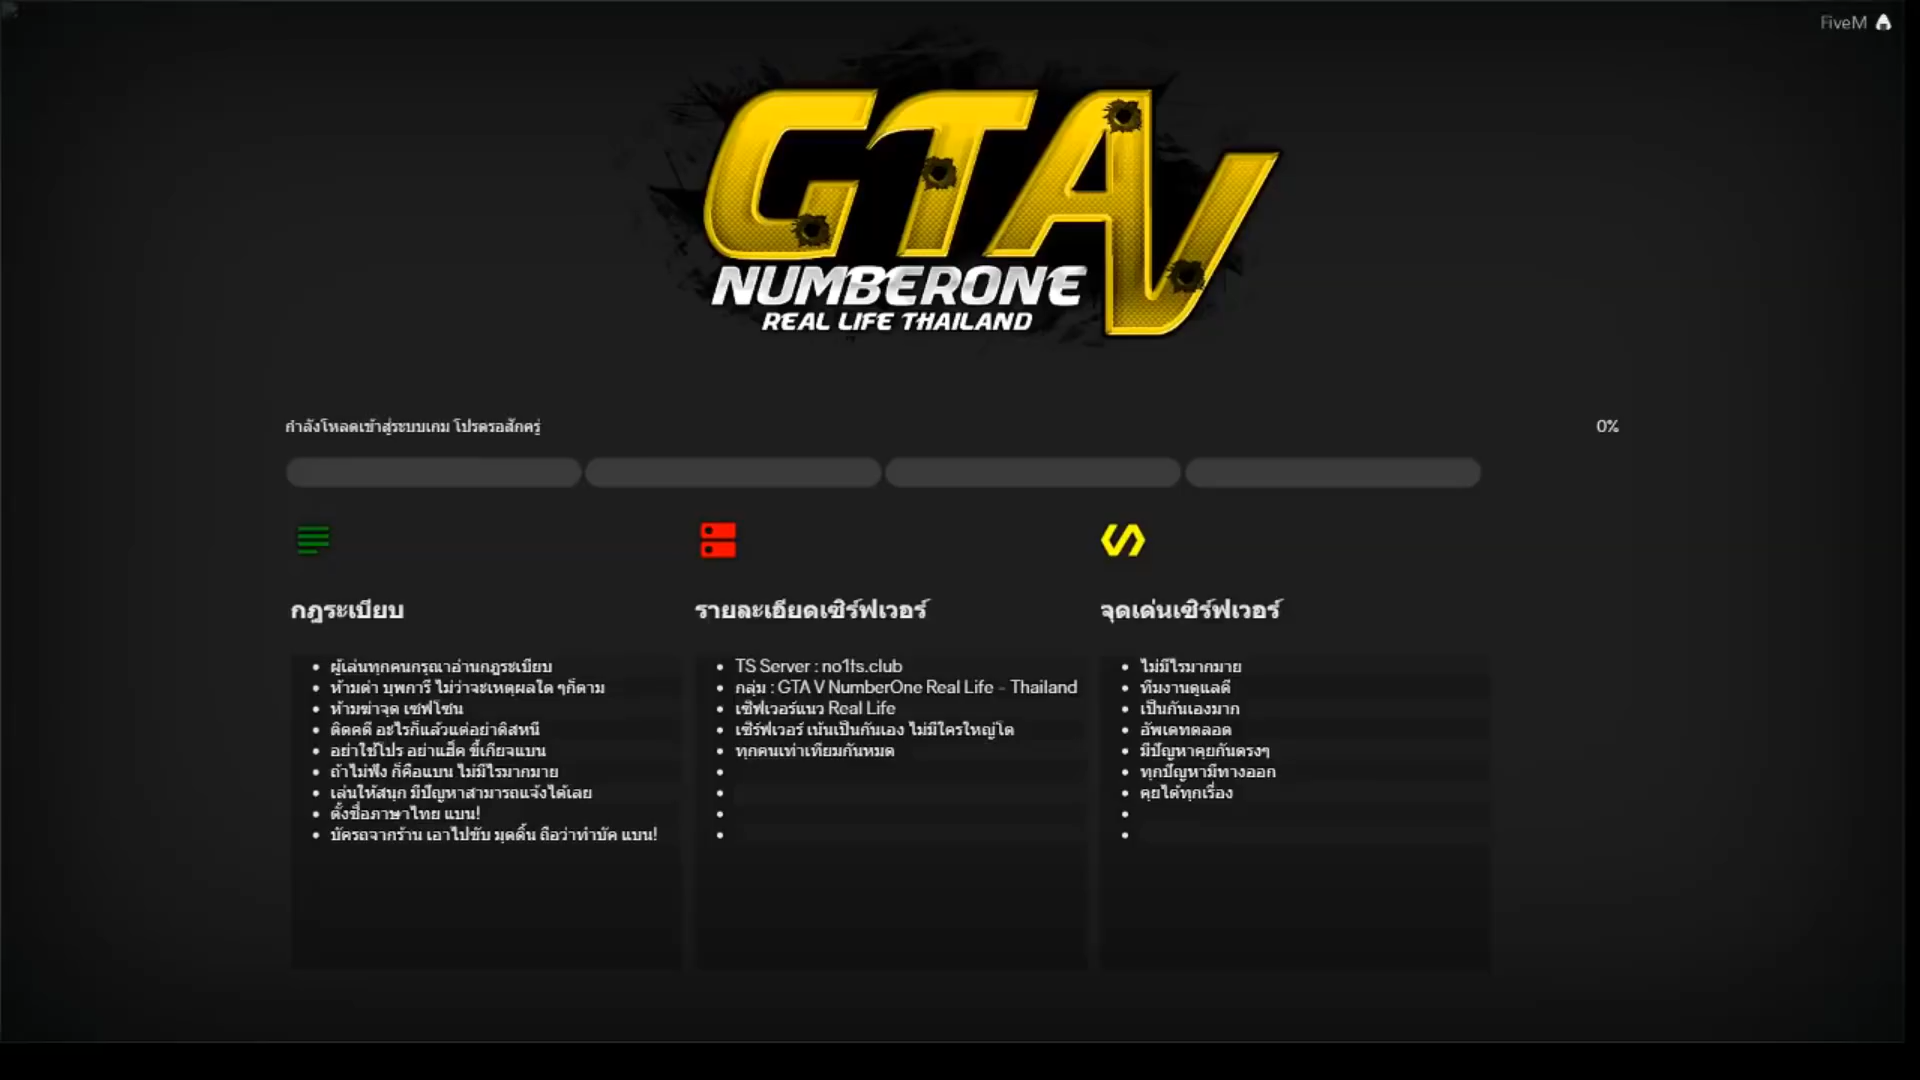 FiveM
GTAV
NUMBERONE
REAL LIFE THAILAND
กำลังโหลดเข้าสู่ระบบเกม โปรดรอสักครู่
0%
กฎระเบียบ
ผู้เล่นทุกคนกรุณาอ่านกฎระเบียบ
ห้ามด่า บุพการี ไม่ว่าจะเหตุผลใด ๆก็ตาม
ห้ามฆ่าจุด เซฟโซน
ติดคดี อะไรก็แล้วแต่อย่าดิสหนี
อย่าใช้โปร อย่าแฮ็ค ขี้เกียจแบน
ถ้าไม่ฟัง ก็คือแบน ไม่มีไรมากมาย
เล่นให้สนุก มีปัญหาสามารถแจ้งได้เลย
ตั้งชื่อภาษาไทย แบน!
บัครถจากร้าน เอาไปขับ มุดดิ้น ถือว่าทำบัค แบน!
รายละเอียดเซิร์ฟเวอร์
TS Server : no1ts.club
กลุ่ม : GTA V NumberOne Real Life - Thailand
เซิฟเวอร์แนว Real Life
เซิร์ฟเวอร์ เน้นเป็นกันเอง ไม่มีใครใหญ่โต
ทุกคนเท่าเทียมกันหมด
จุดเด่นเซิร์ฟเวอร์
ไม่มีไรมากมาย
ทีมงานดูแลดี
เป็นกันเองมาก
อัพเดทตลอด
มีปัญหาคุยกันตรงๆ
ทุกปัญหามีทางออก
คุยได้ทุกเรื่อง